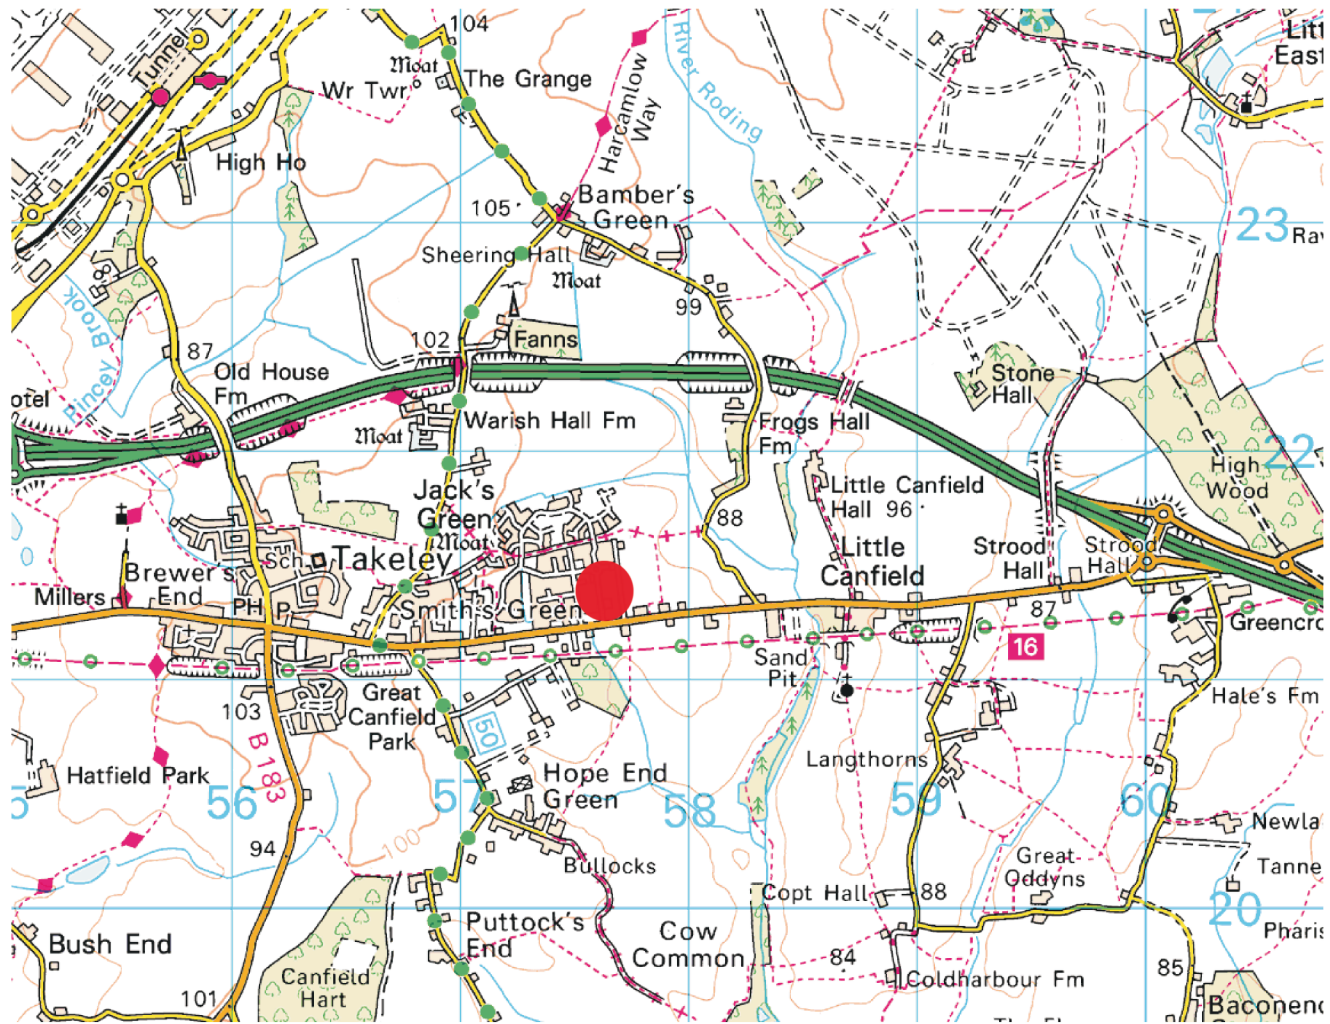 104
Tunnel
Moat
The Grange
Wr Twr
River Roding
Harcamlow
Way
Litt
East
High Ho
105
Bamber's
Green
23
Rav
Sheering Hall
Moat
Pincey Brook
99
87
102
Fanns
Old House
Fm
Stone
Hall
otel
Moat
Warish Hall Fm
Frogs Hall
Fm
22
High
Wood
Jack's
Green
Moat
Little Canfield
Hall 96
88
Sch
Takeley
Little
Canfield
Strood
Hall
Strood
Hall
Brewer's
End
Millers
PH
P
Smith's Green
87
Greencro
16
Sand
Pit
Great
Canfield
Park
103
B 183
50
Hale's Fm
Hatfield Park
Langthorns
Hope End
Green
5
56
57
58
59
60
Newla
94
100
Bullocks
Great
Oddyns
Tanne
Copt Hall
88
20
Puttock's
End
Cow
Common
Pharis
Bush End
Canfield
Hart
84
Coldharbour Fm
85
101
Baconend